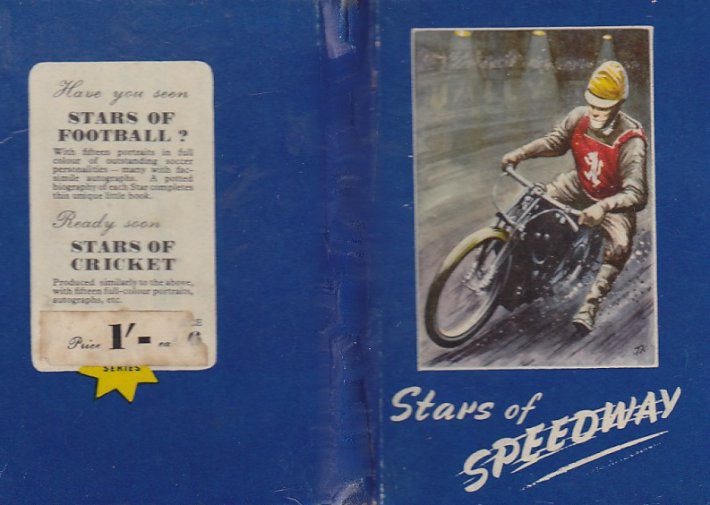 Have you seen
STARS OF
FOOTBALL ?
With fifteen portraits in full
colour of outstanding soccer
personalities — many with fac-
simile autographs. A potted
biography of each Star completes
this unique little book.
Ready soon
STARS OF
CRICKET
Produced similarly to the above,
with fifteen full-colour portraits,
autographs, etc.
Price 1'- ea
SERIES
JK
Stars of
SPEEDWAY